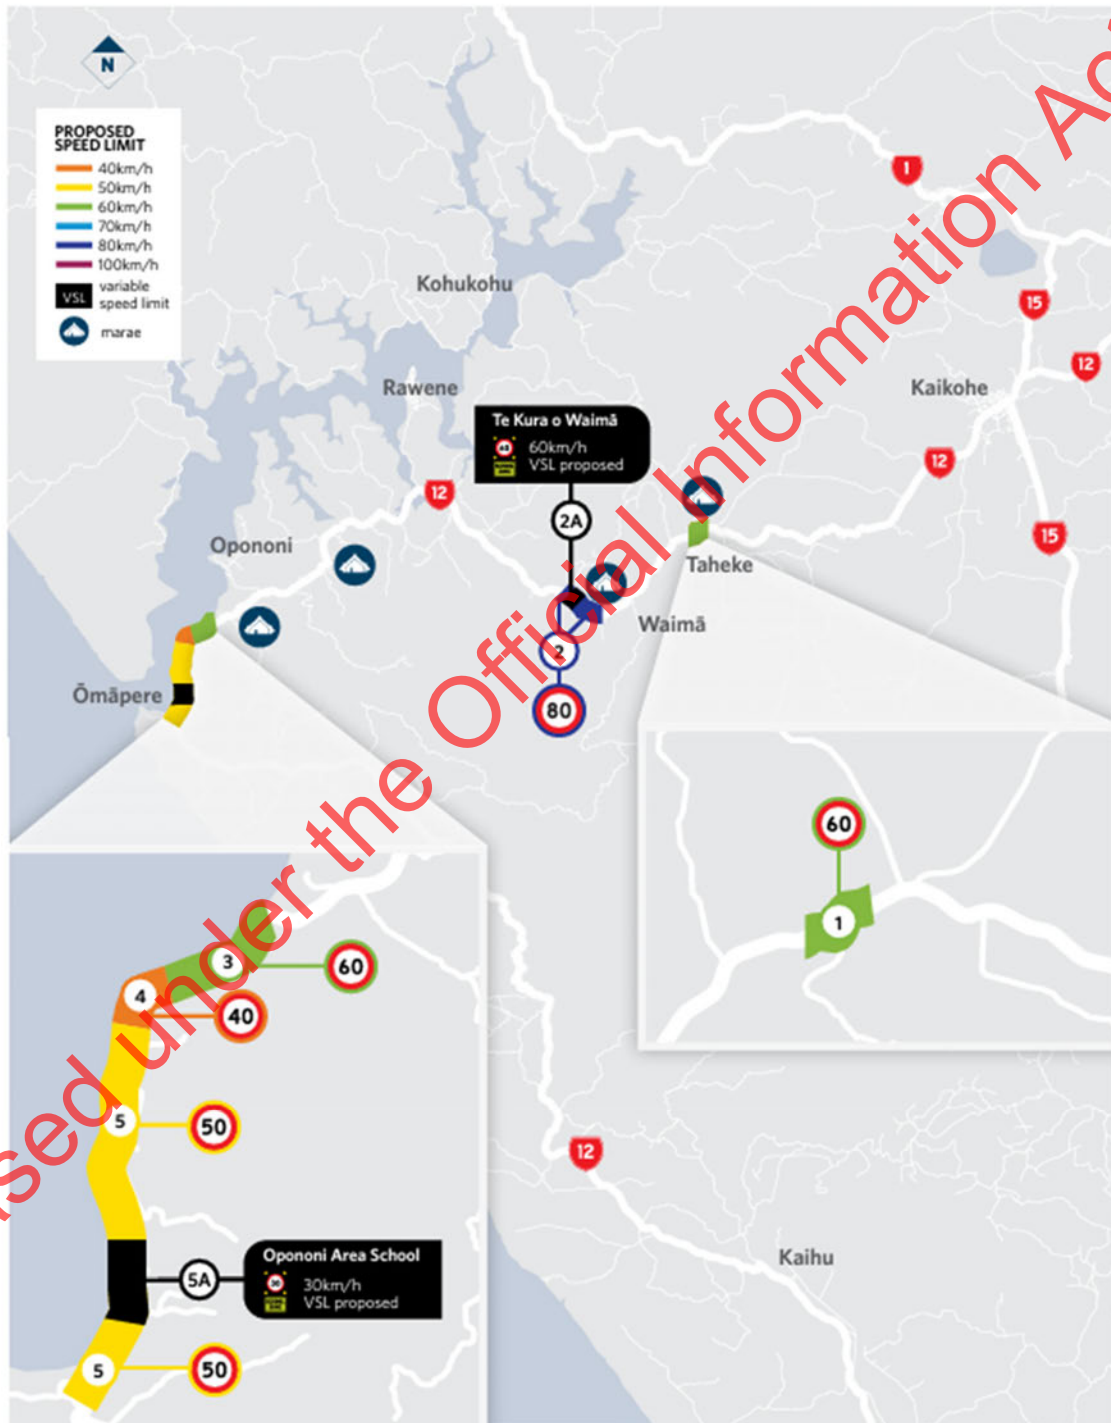 N
PROPOSED
SPEED LIMIT
40km/h
50km/h
60km/h
70km/h
80km/h
100km/h
VSL variable
speed limit
marae
1
15
12
Kohukohu
Rawene
Kaikohe
Te Kura o Waimā
60km/h
VSL proposed
12
12
2A
15
Opononi
Taheke
Waimā
2
Ōmāpere
80
60
1
3
60
4
40
5
50
12
Opononi Area School
5A
30
30km/h
VSL proposed
Kaihu
5
50
sed under the Official Information Ac